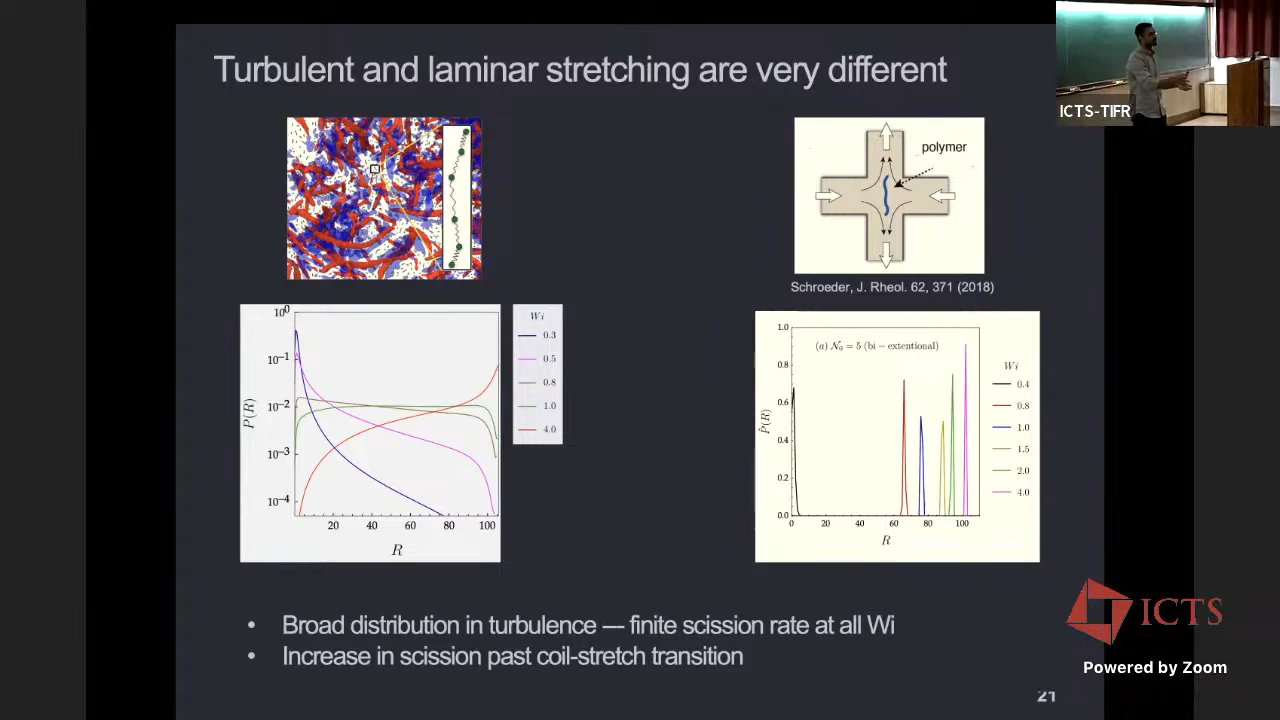 Turbulent and laminar stretching are very different
ICTS-TIFR
polymer
Schroeder, J. Rheol. 62, 371 (2018)
10^0
10^-1
10^-2
10^-3
10^-4
P(R)
20 40 60 80 100
R
Wi
0.3
0.5
0.8
1.0
4.0
1.0
0.8
0.6
0.4
0.2
0.0
P̂(R)
(a) N₀ = 5 (bi − extentional)
0 20 40 60 80 100
R
Wi
0.4
0.8
1.0
1.5
2.0
4.0
• Broad distribution in turbulence — finite scission rate at all Wi
• Increase in scission past coil-stretch transition
ICTS
Powered by Zoom
21